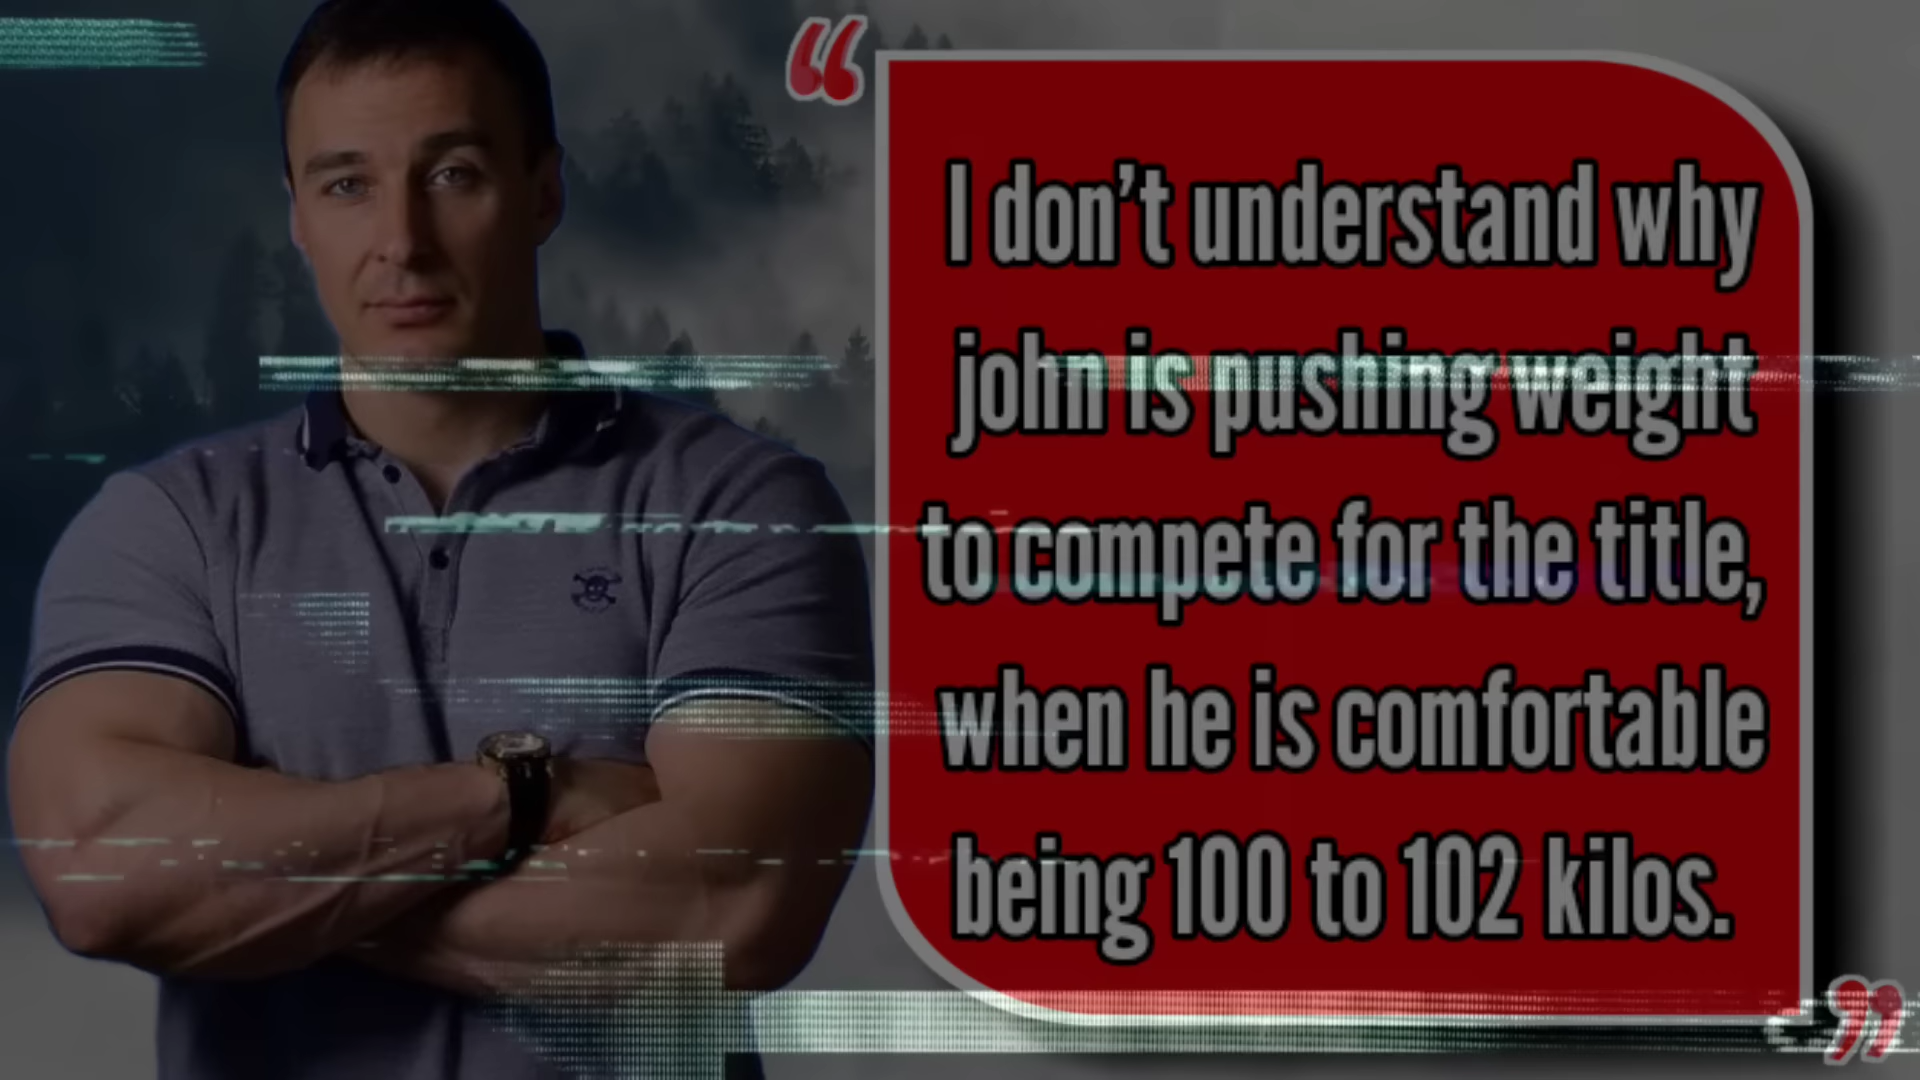 “
I don’t understand why
john is pushing weight
to compete for the title,
when he is comfortable
being 100 to 102 kilos.
”